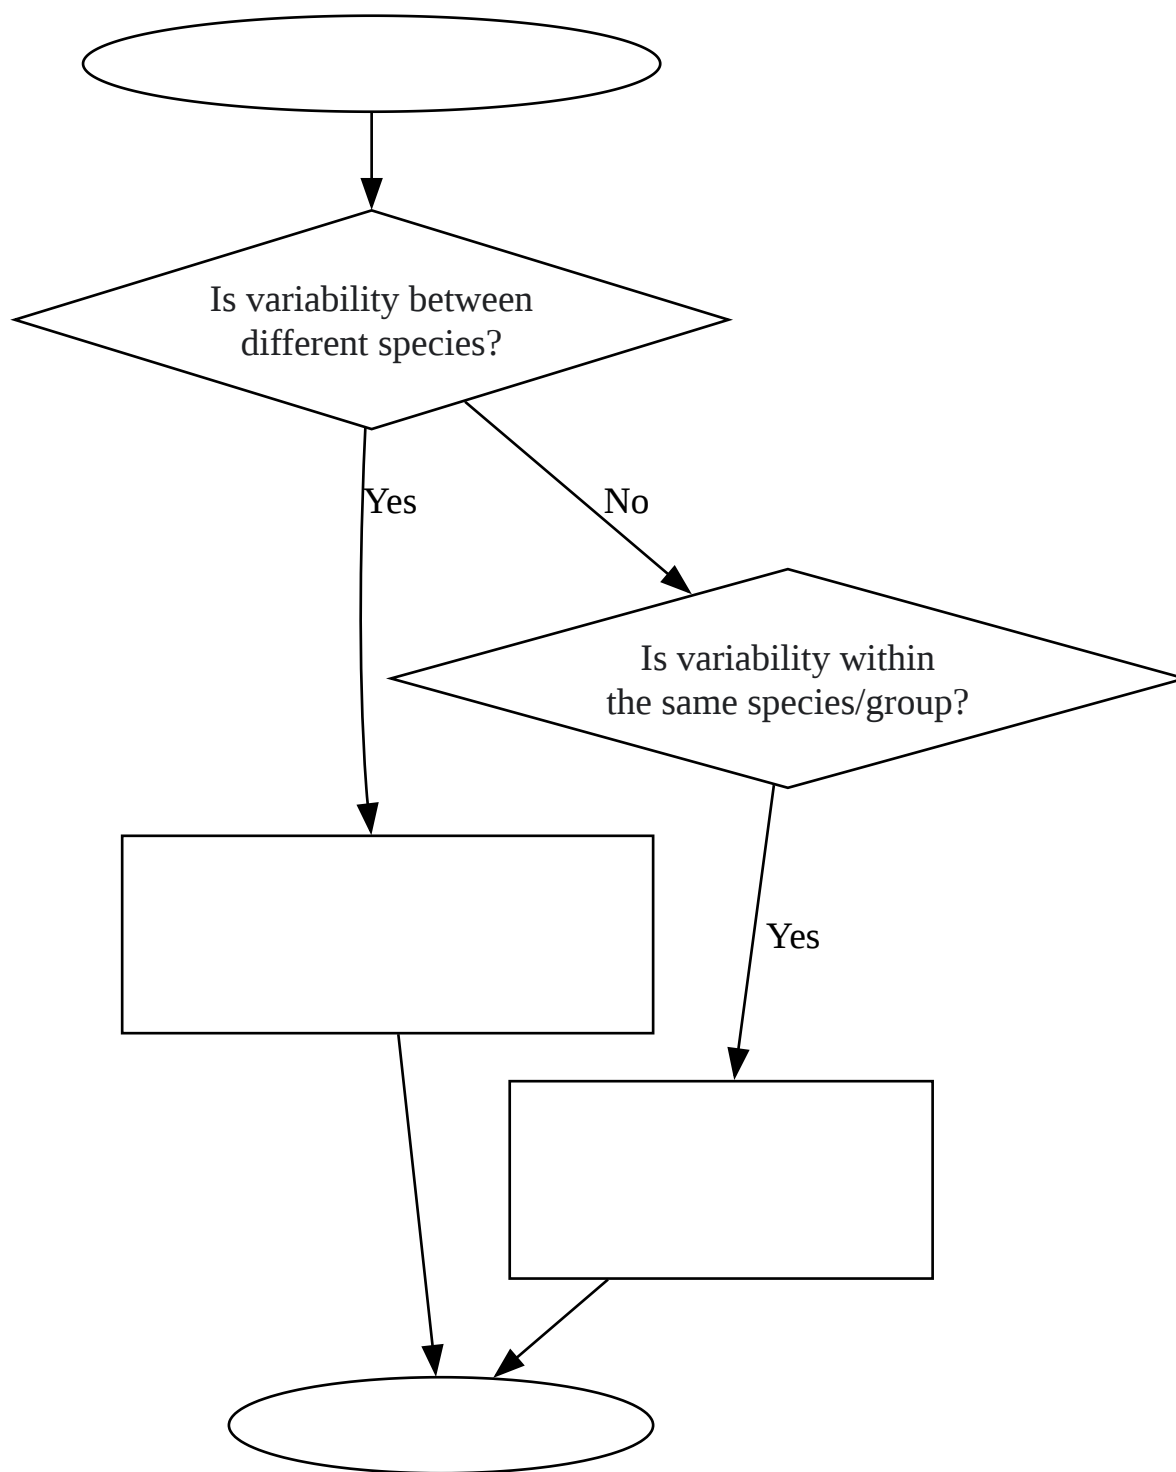 Is variability between
different species?
Yes
No
Is variability within
the same species/group?
Yes